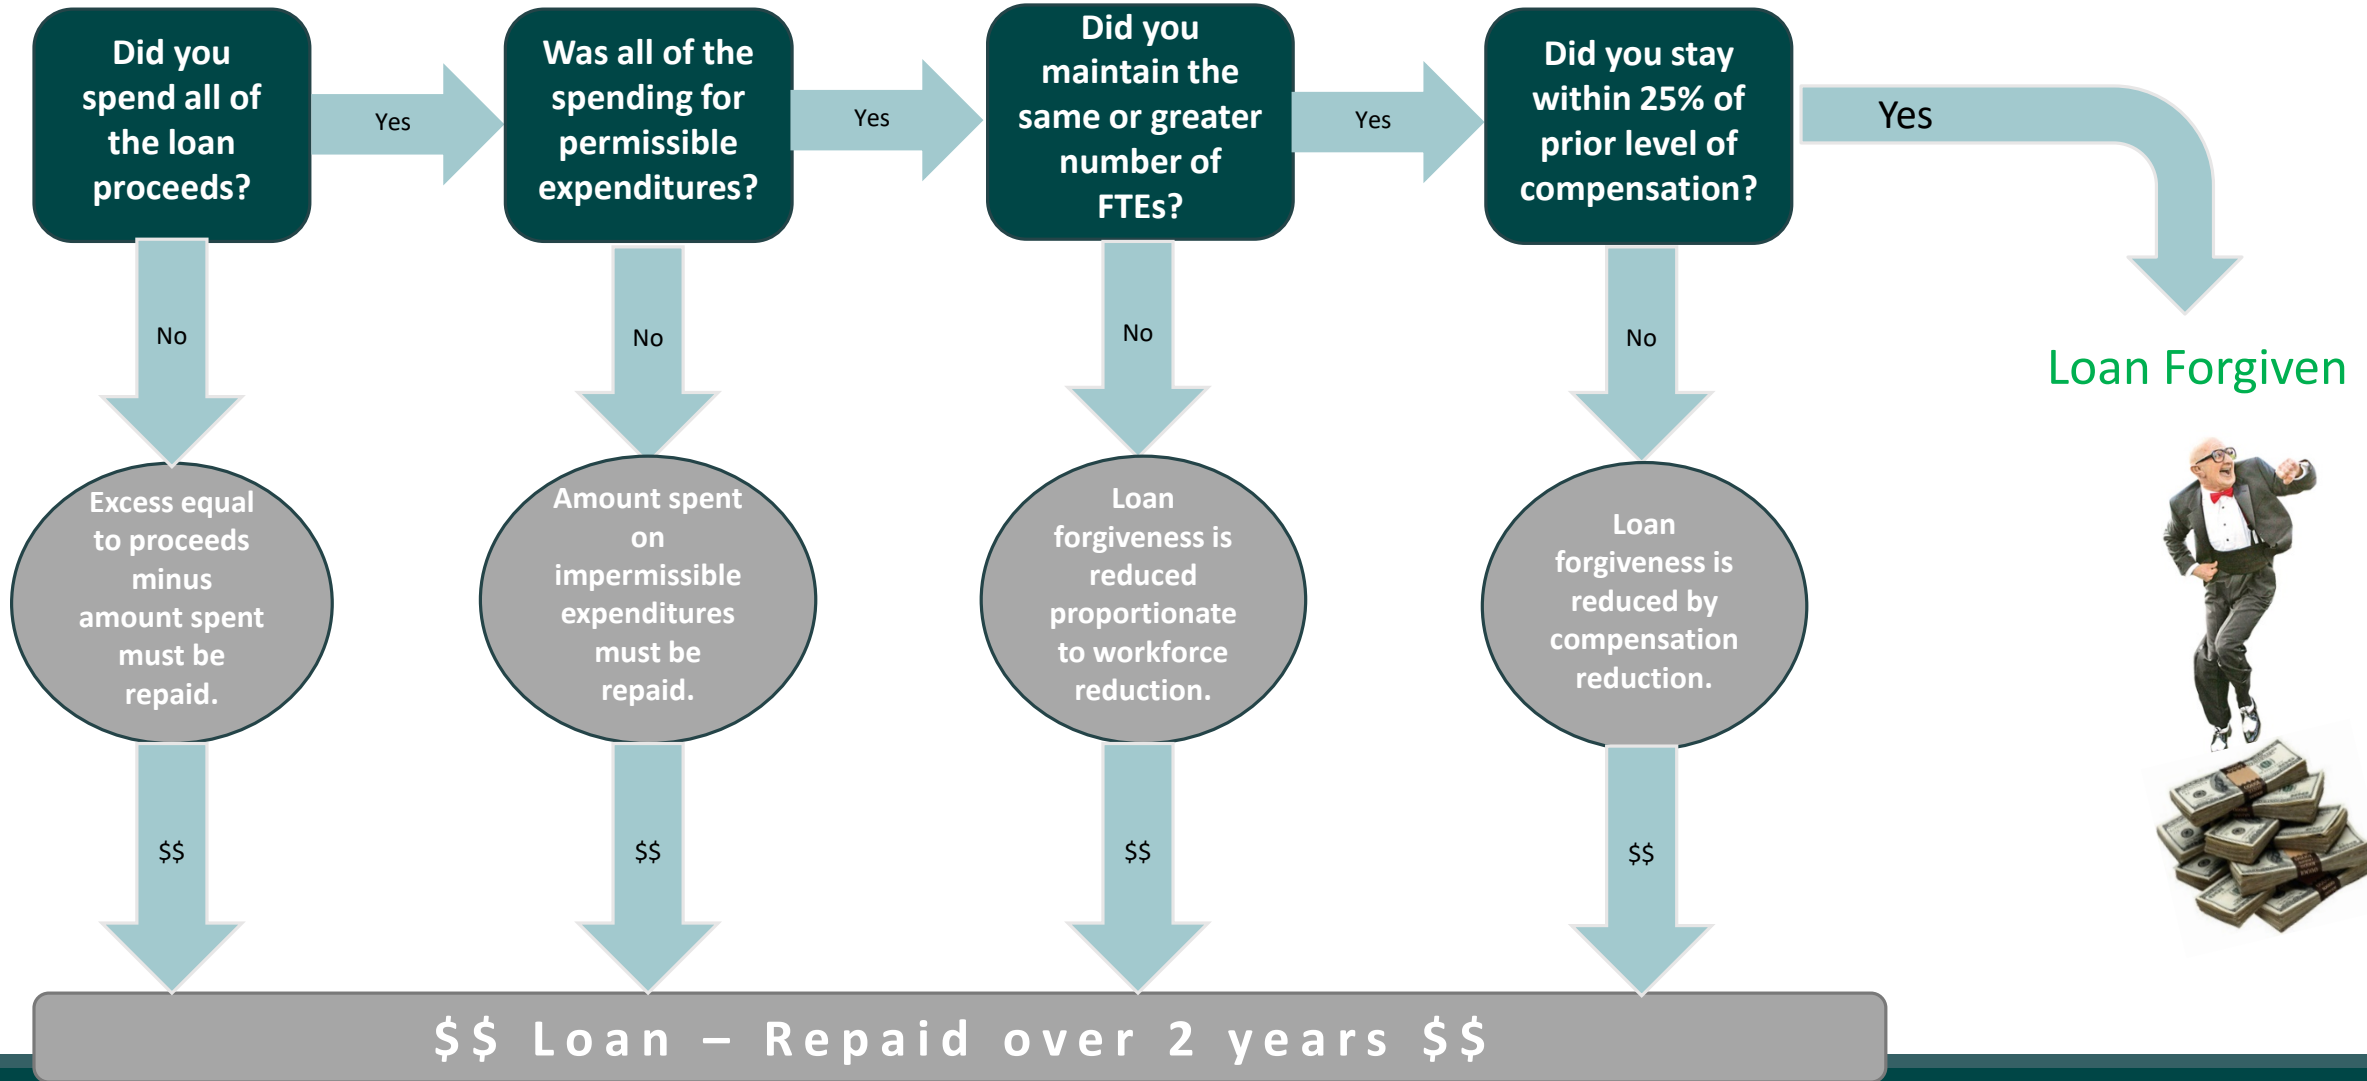 Did you
spend all of
the loan
proceeds?
Yes
Was all of the
spending for
permissible
expenditures?
Yes
Did you
maintain the
same or greater
number of
FTEs?
Yes
Did you stay
within 25% of
prior level of
compensation?
Yes
No
No
No
No
Loan Forgiven
Excess equal
to proceeds
minus
amount spent
must be
repaid.
Amount spent
on
impermissible
expenditures
must be
repaid.
Loan
forgiveness is
reduced
proportionate
to workforce
reduction.
Loan
forgiveness is
reduced by
compensation
reduction.
$$
$$
$$
$$
$$ Loan – Repaid over 2 years $$